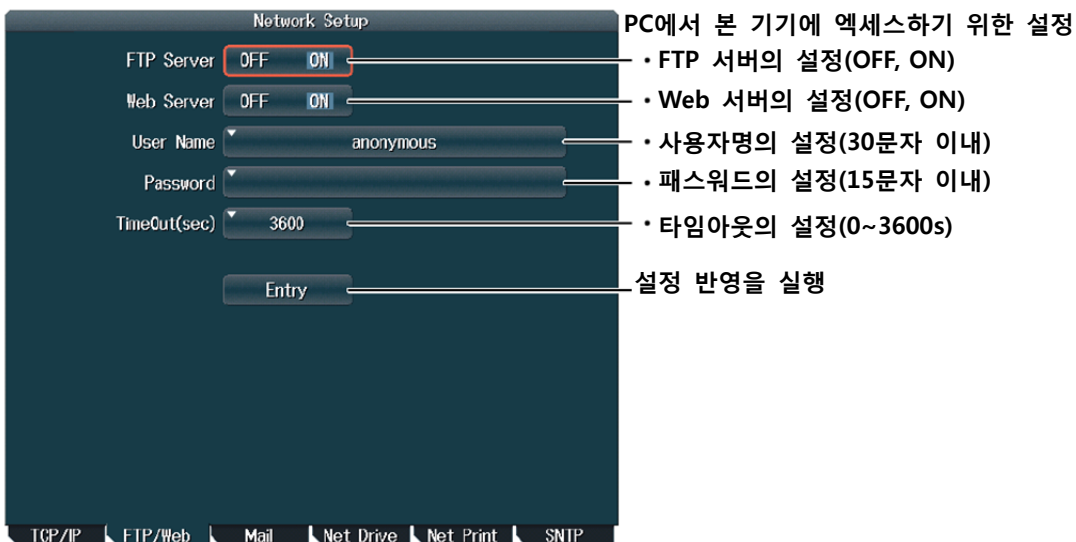 Network Setup
PC에서 본 기기에 엑세스하기 위한 설정
FTP Server OFF ON ・FTP 서버의 설정(OFF, ON)
Web Server OFF ON ・Web 서버의 설정(OFF, ON)
User Name anonymous ・사용자명의 설정(30문자 이내)
Password ・패스워드의 설정(15문자 이내)
TimeOut(sec) 3600 ・타임아웃의 설정(0~3600s)
Entry 설정 반영을 실행
TCP/IP FTP/Web Mail Net Drive Net Print SNTP